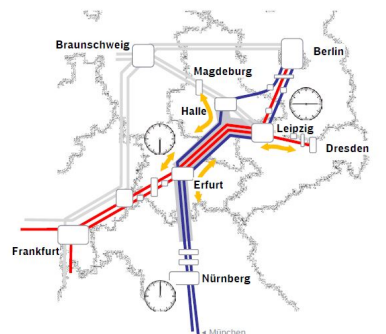 Braunschweig
Berlin
Magdeburg
Halle
Leipzig
Dresden
Erfurt
Frankfurt
Nürnberg
München